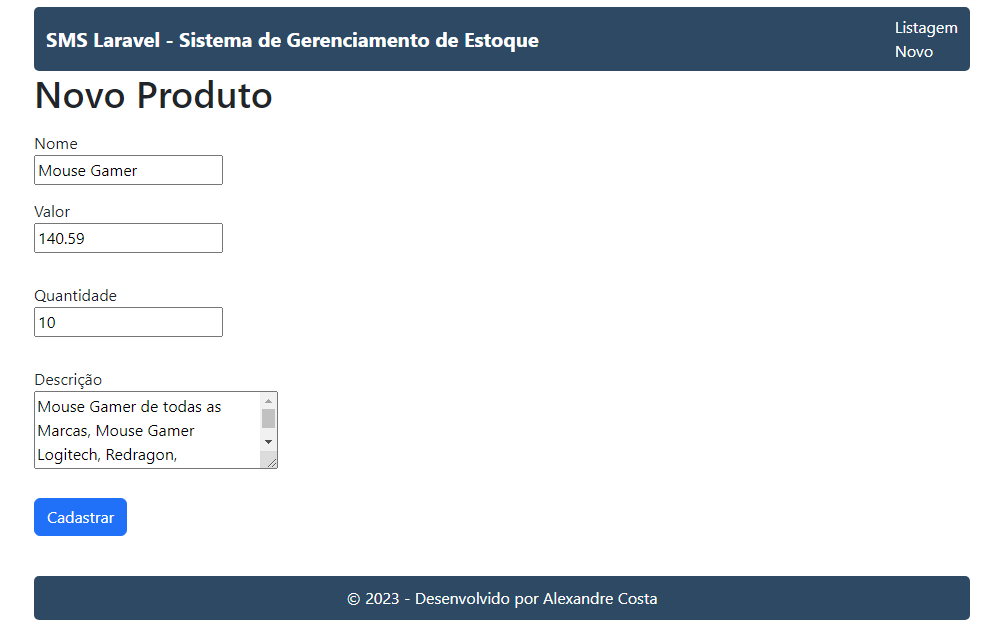 SMS Laravel - Sistema de Gerenciamento de Estoque
Listagem
Novo
Novo Produto
Nome
Mouse Gamer
Valor
140.59
Quantidade
10
Descrição
Mouse Gamer de todas as
Marcas, Mouse Gamer
Logitech, Redragon,
Cadastrar
© 2023 - Desenvolvido por Alexandre Costa